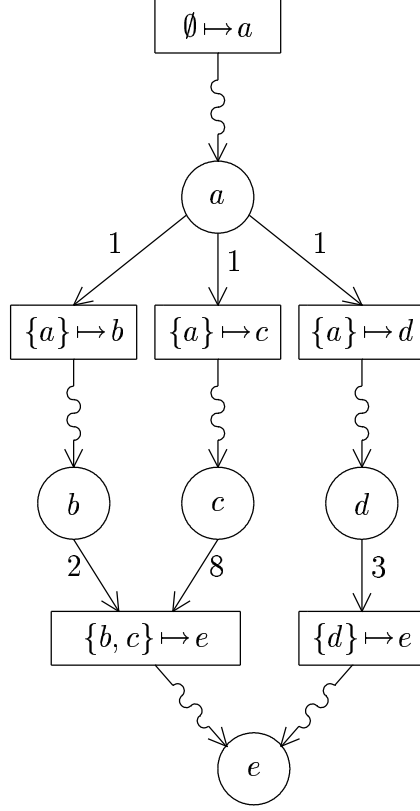 ∅ ↦ a
a
1 1 1
{a} ↦ b {a} ↦ c {a} ↦ d
b c d
2 8 3
{b, c} ↦ e {d} ↦ e
e